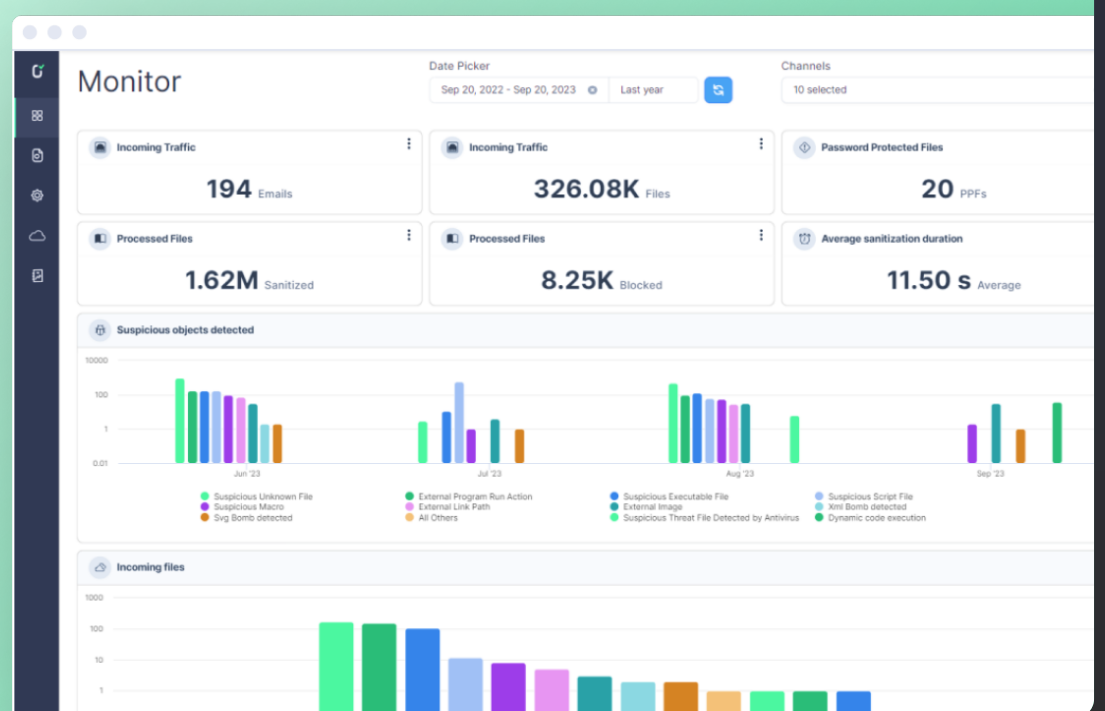 Monitor
Date Picker
Sep 20, 2022 - Sep 20, 2023
Last year
Channels
10 selected
Incoming Traffic
194 Emails
Incoming Traffic
326.08K Files
Password Protected Files
20 PPFs
Processed Files
1.62M Sanitized
Processed Files
8.25K Blocked
Average sanitization duration
11.50 s Average
Suspicious objects detected
10000
100
1
0.01
Jun '23
Jul '23
Aug '23
Sep '23
Suspicious Unknown File
External Program Run Action
Suspicious Executable File
Suspicious Script File
Suspicious Macro
External Link Path
External Image
Xml Bomb detected
Svg Bomb detected
All Others
Suspicious Threat File Detected by Antivirus
Dynamic code execution
Incoming files
1000
100
10
1